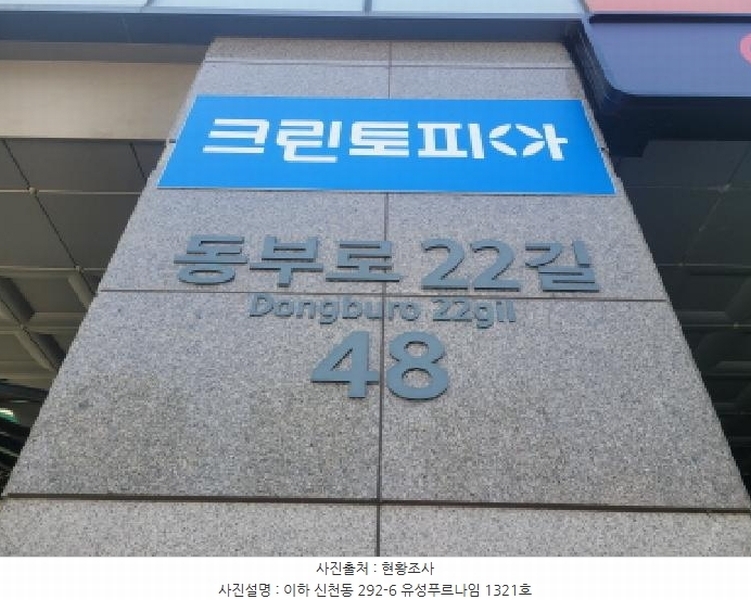 크린토피아
동부로 22길
Dongburo 22gil
48
사진출처 : 현황조사
사진설명 : 이하 신천동 292-6 유성푸르나임 1321호